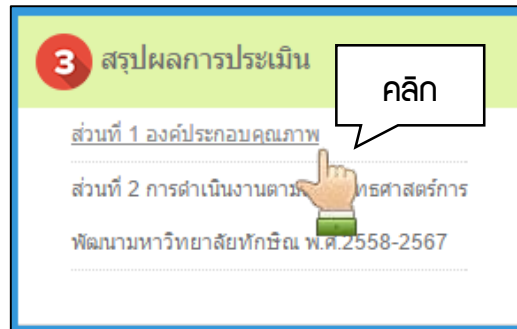 3 สรุปผลการประเมิน
คลิก
ส่วนที่ 1 องค์ประกอบคุณภาพ
ส่วนที่ 2 การดำเนินงานตาม ทธศาสตร์การ
พัฒนามหาวิทยาลัยทักษิณ พ.ศ.2558-2567